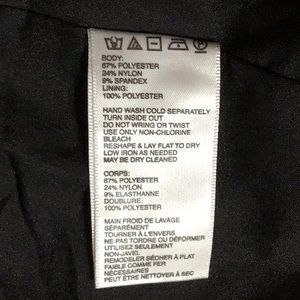 BODY:
67% POLYESTER
24% NYLON
9% SPANDEX
LINING:
100% POLYESTER
HAND WASH COLD SEPARATELY
TURN INSIDE OUT
DO NOT WRING OR TWIST
USE ONLY NON-CHLORINE
BLEACH
RESHAPE & LAY FLAT TO DRY
LOW IRON AS NEEDED
MAY BE DRY CLEANED
CORPS:
67% POLYESTER
24% NYLON
9% ELASTHANNE
DOUBLURE:
100% POLYESTER
MAIN FROID DE LAVAGE
SÉPARÉMENT
TOURNER À L'ENVERS
NE PAS TORDRE OU DÉFORMER
UTILISEZ SEULEMENT
NON-JAVEL
REMODELER SÉCHER À PLAT
FAIBLE COMME FER
NÉCESSAIRES
PEUT ÊTRE NETTOYER À SEC